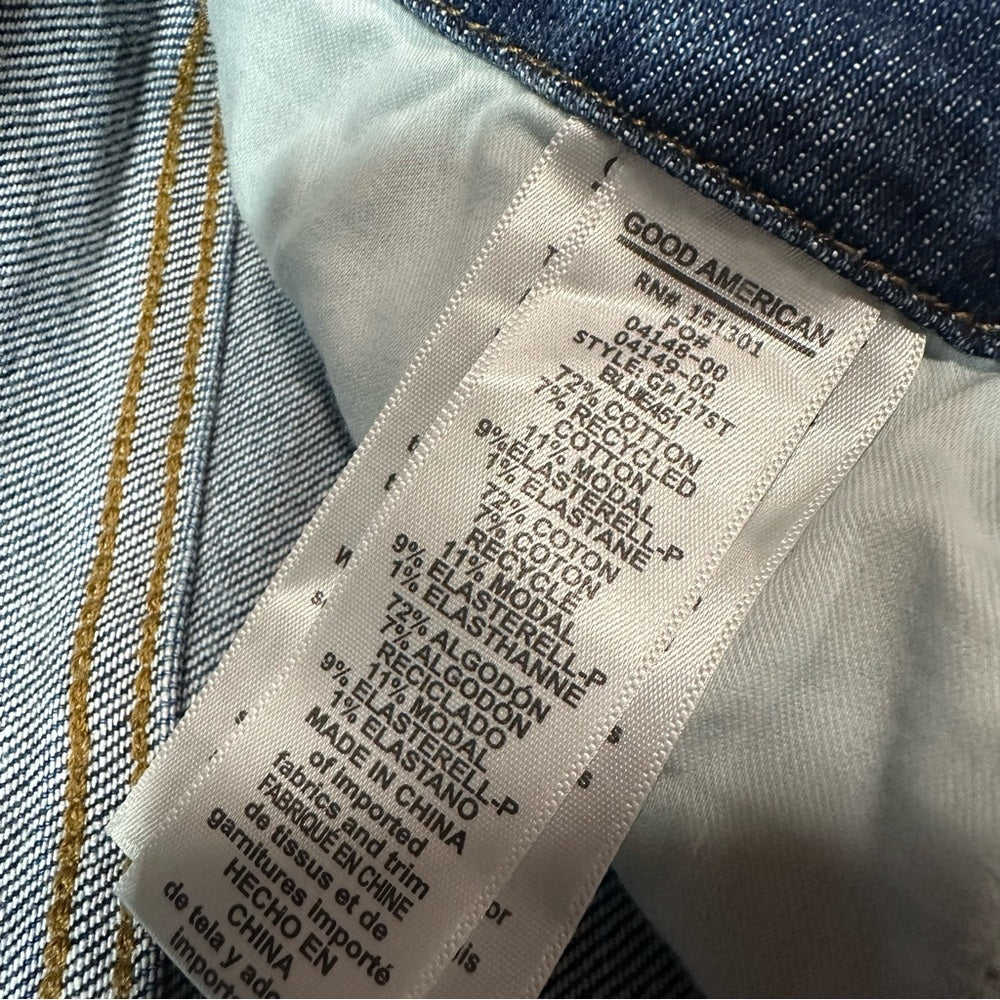 GOOD AMERICAN
RN# 151301
PO#
04148-00
04149-00
STYLE: GP127ST
BLUE451
72% COTTON
7% RECYCLED
COTTON
11% MODAL
9% ELASTERELL-P
1% ELASTANE
72% COTON
7% COTON
RECYCLE
11% MODAL
9% ELASTERELL-P
1% ELASTHANNE
72% ALGODÓN
7% ALGODÓN
RECICLADO
11% MODAL
9% ELASTERELL-P
1% ELASTANO
MADE IN CHINA
of imported
fabrics and trim
FABRIQUÉ EN CHINE
de tissus et de
garnitures importé
HECHO EN
CHINA
de tela y ado
import